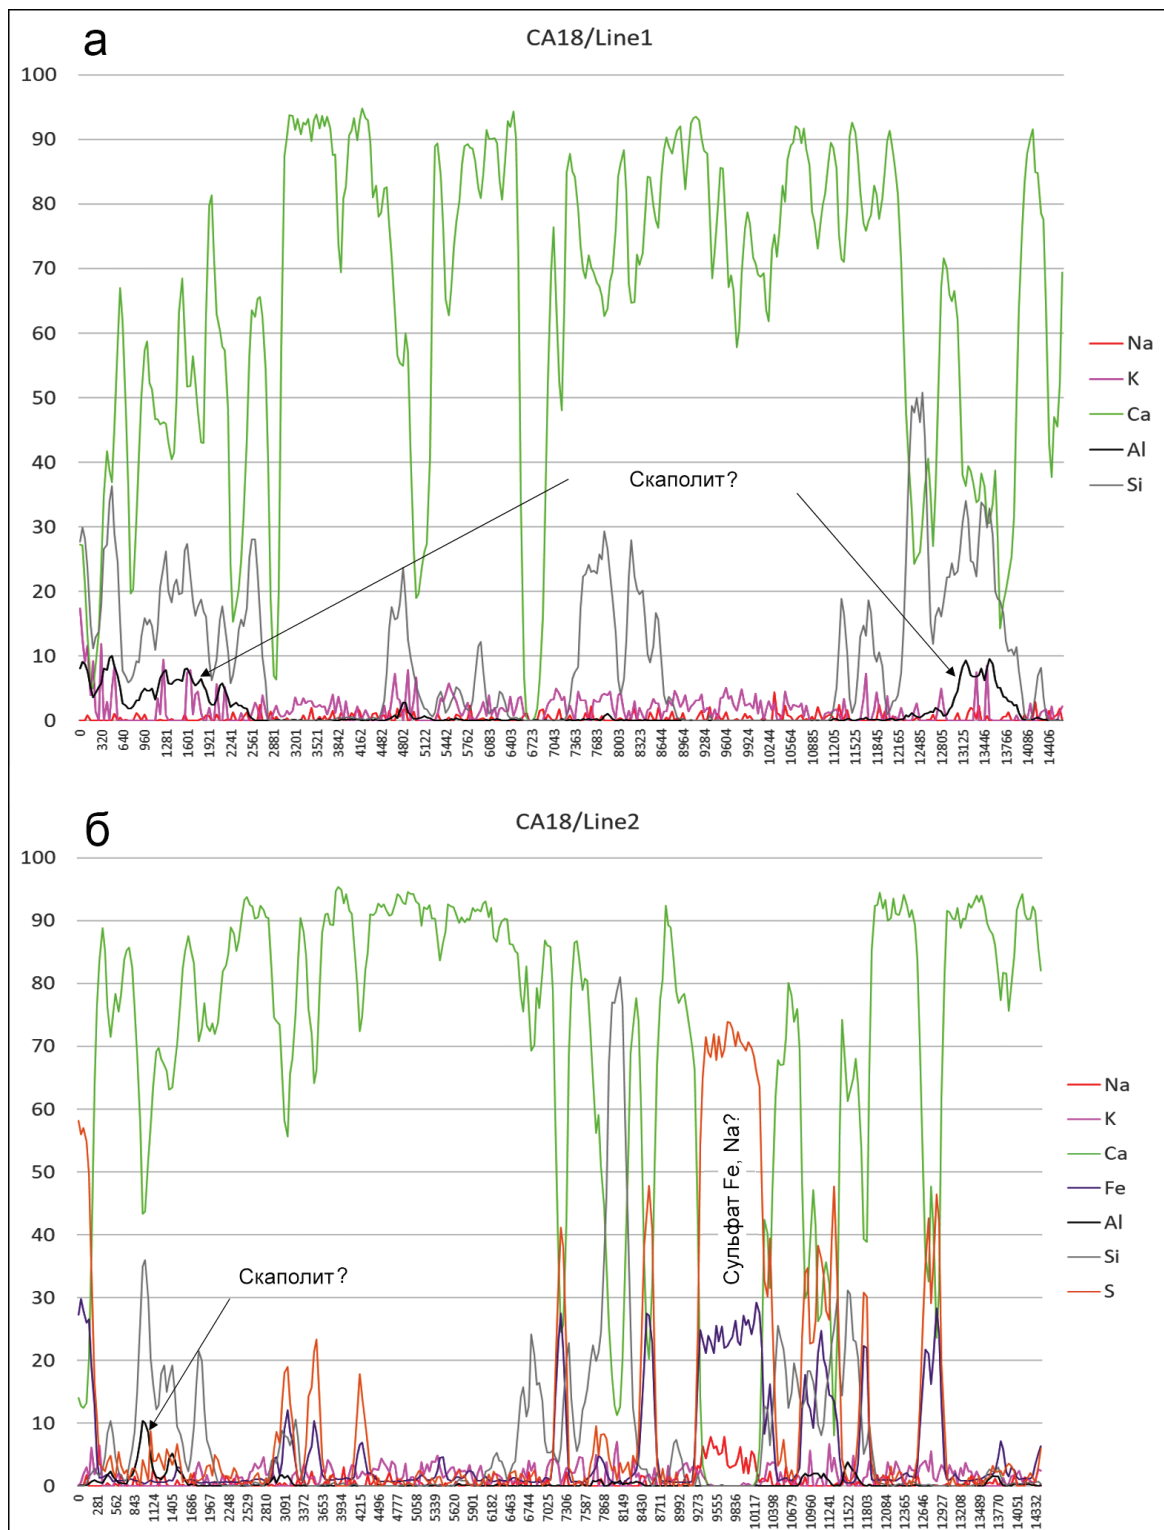 а
CA18/Line1
100
90
80
70
60
50
40
30
20
10
0
Скаполит?
Na
K
Ca
Al
Si
0 320 640 960 1281 1601 1921 2241 2561 2881 3201 3521 3842 4162 4482 4802 5122 5442 5762 6083 6403 6723 7043 7363 7683 8003 8323 8644 8964 9284 9604 9924 10244 10564 10885 11205 11525 11845 12165 12485 12805 13125 13446 13766 14086 14406
б
CA18/Line2
100
90
80
70
60
50
40
30
20
10
0
Сульфат Fe, Na?
Скаполит?
Na
K
Ca
Fe
Al
Si
S
0 281 562 843 1124 1405 1686 1967 2248 2529 2810 3091 3372 3653 3934 4215 4496 4777 5058 5339 5620 5901 6182 6463 6744 7025 7306 7587 7868 8149 8430 8711 8992 9273 9555 9836 10117 10398 10679 10960 11241 11522 11803 12084 12365 12646 12927 13208 13489 13770 14051 14332